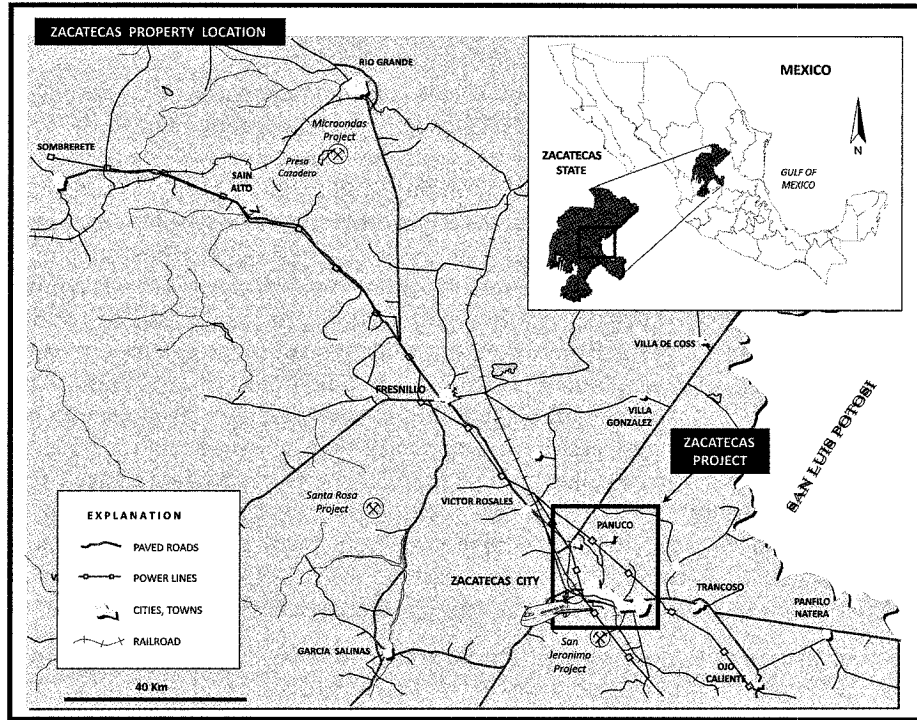 ZACATECAS PROPERTY LOCATION
RIO GRANDE
MEXICO
Microondas
Project
N
SOMBRERETE
Presa
Cazadero
SAIN
ALTO
ZACATECAS
STATE
GULF OF
MEXICO
VILLA DE COSS
FRESNILLO
VILLA
GONZALEZ
SAN LUIS POTOSI
ZACATECAS
PROJECT
Santa Rosa
Project
VICTOR ROSALES
PANUCO
EXPLANATION
PAVED ROADS
POWER LINES
CITIES, TOWNS
RAILROAD
ZACATECAS CITY
TRANCOSO
PANFILO
NATERA
GARCÍA SALINAS
San
Jeronimo
Project
OJO
CALIENTE
40 Km